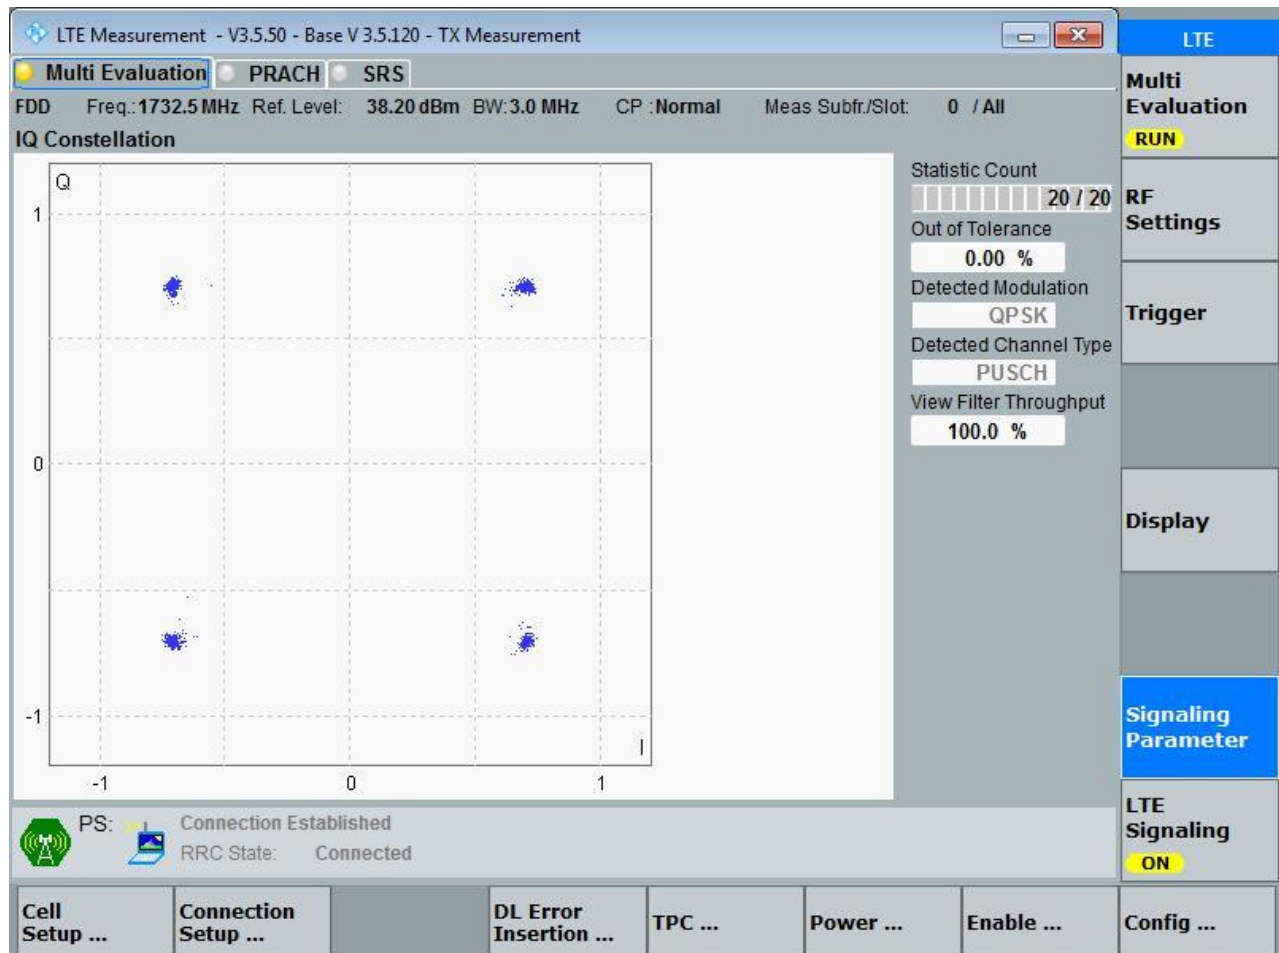 LTE Measurement - V3.5.50 - Base V 3.5.120 - TX Measurement
LTE
Multi Evaluation PRACH SRS
FDD Freq.: 1732.5 MHz Ref. Level: 38.20 dBm BW: 3.0 MHz CP : Normal Meas Subfr./Slot: 0 / All
IQ Constellation
Q
1
0
-1
I
-1 0 1
Statistic Count
20 / 20
Out of Tolerance
0.00 %
Detected Modulation
QPSK
Detected Channel Type
PUSCH
View Filter Throughput
100.0 %
Multi
Evaluation
RUN
RF
Settings
Trigger
Display
Signaling
Parameter
LTE
Signaling
ON
PS: Connection Established
RRC State: Connected
Cell
Setup ...
Connection
Setup ...
DL Error
Insertion ...
TPC ...
Power ...
Enable ...
Config ...